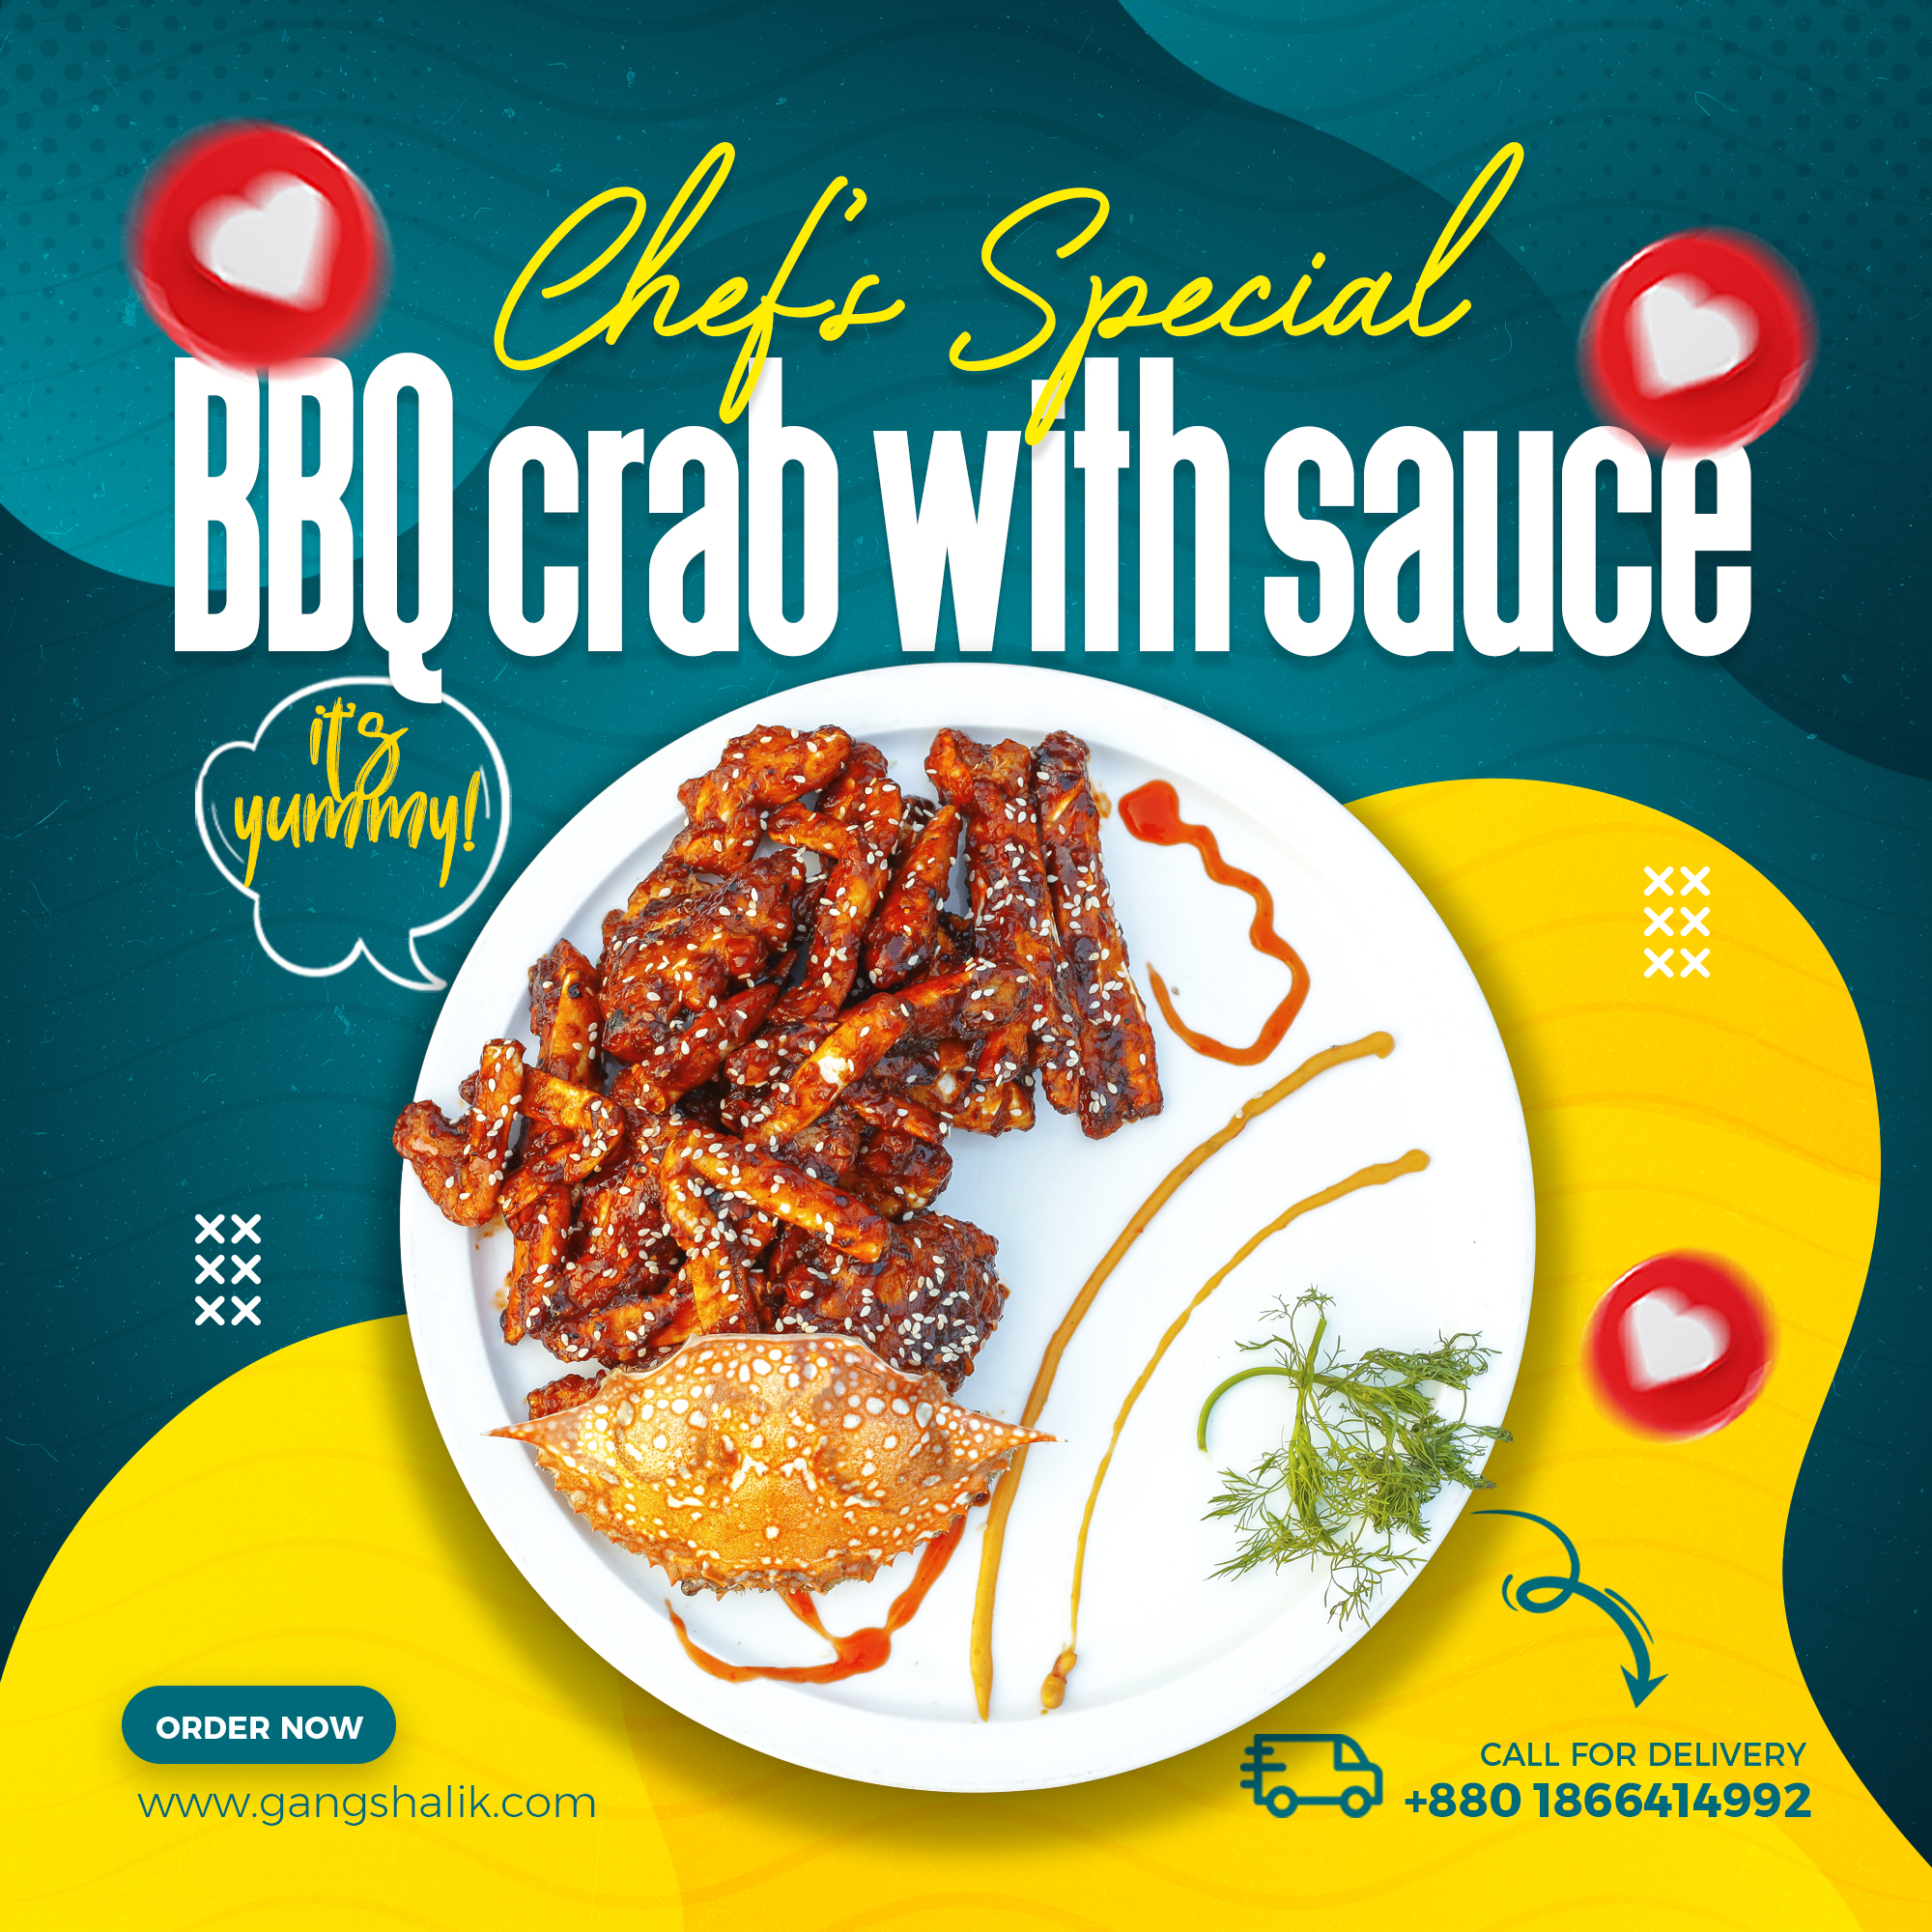 Chef's Special
BBQ crab with sauce
it's
yummy!
ORDER NOW
www.gangshalik.com
CALL FOR DELIVERY
+880 1866414992